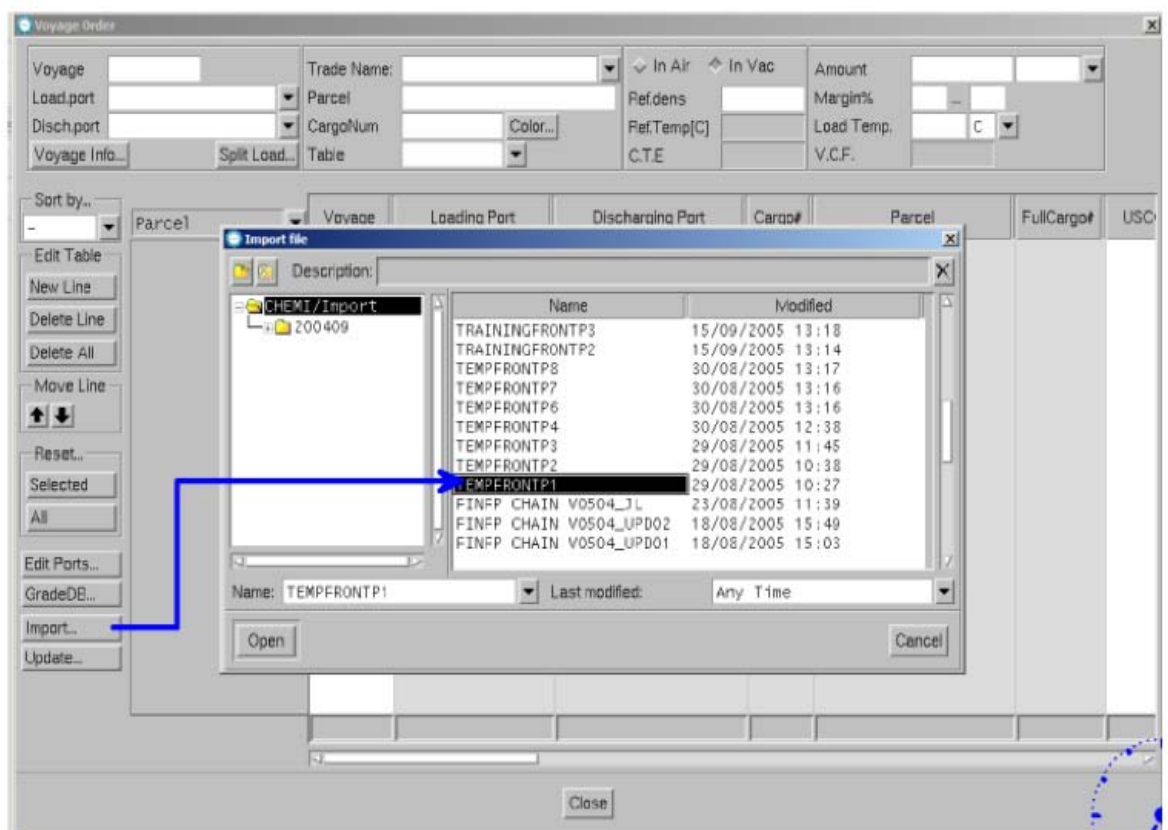 Voyage Order
Voyage Trade Name: In Air In Vac Amount
Load.port Parcel Ref.dens Margin% _
Disch.port CargoNum Color... Ref.Temp[C] Load Temp. C
Voyage Info... Split Load... Table C.T.E V.C.F.
Sort by...
- Parcel Voyage Loading Port Discharging Port Cargo# Parcel FullCargo# USC
Import file
Edit Table
Description:
New Line
Name Modified
CHEMI/Import
Delete Line
200409
TRAININGFRONTP3 15/09/2005 13:18
TRAININGFRONTP2 15/09/2005 13:14
Delete All
TEMPFRONTP8 30/08/2005 13:17
TEMPFRONTP7 30/08/2005 13:16
Move Line
TEMPFRONTP6 30/08/2005 13:16
TEMPFRONTP4 30/08/2005 12:38
TEMPFRONTP3 29/08/2005 11:45
Reset...
TEMPFRONTP2 29/08/2005 10:38
Selected
TEMPFRONTP1 29/08/2005 10:27
FINFP CHAIN V0504_JL 23/08/2005 11:39
All
FINFP CHAIN V0504_UPD02 18/08/2005 15:49
FINFP CHAIN V0504_UPD01 18/08/2005 15:03
Edit Ports...
GradeDB...
Name: TEMPFRONTP1 Last modified: Any Time
Import...
Open Cancel
Update...
Close